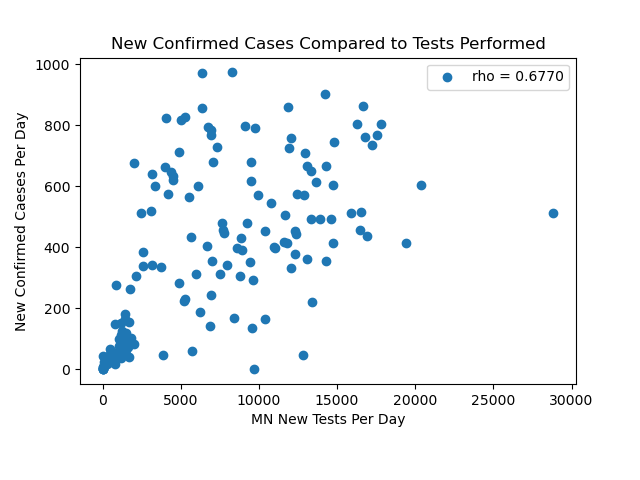 New Confirmed Cases Compared to Tests Performed
rho = 0.6770
New Confirmed Caeses Per Day
1000
800
600
400
200
0
0 5000 10000 15000 20000 25000 30000
MN New Tests Per Day